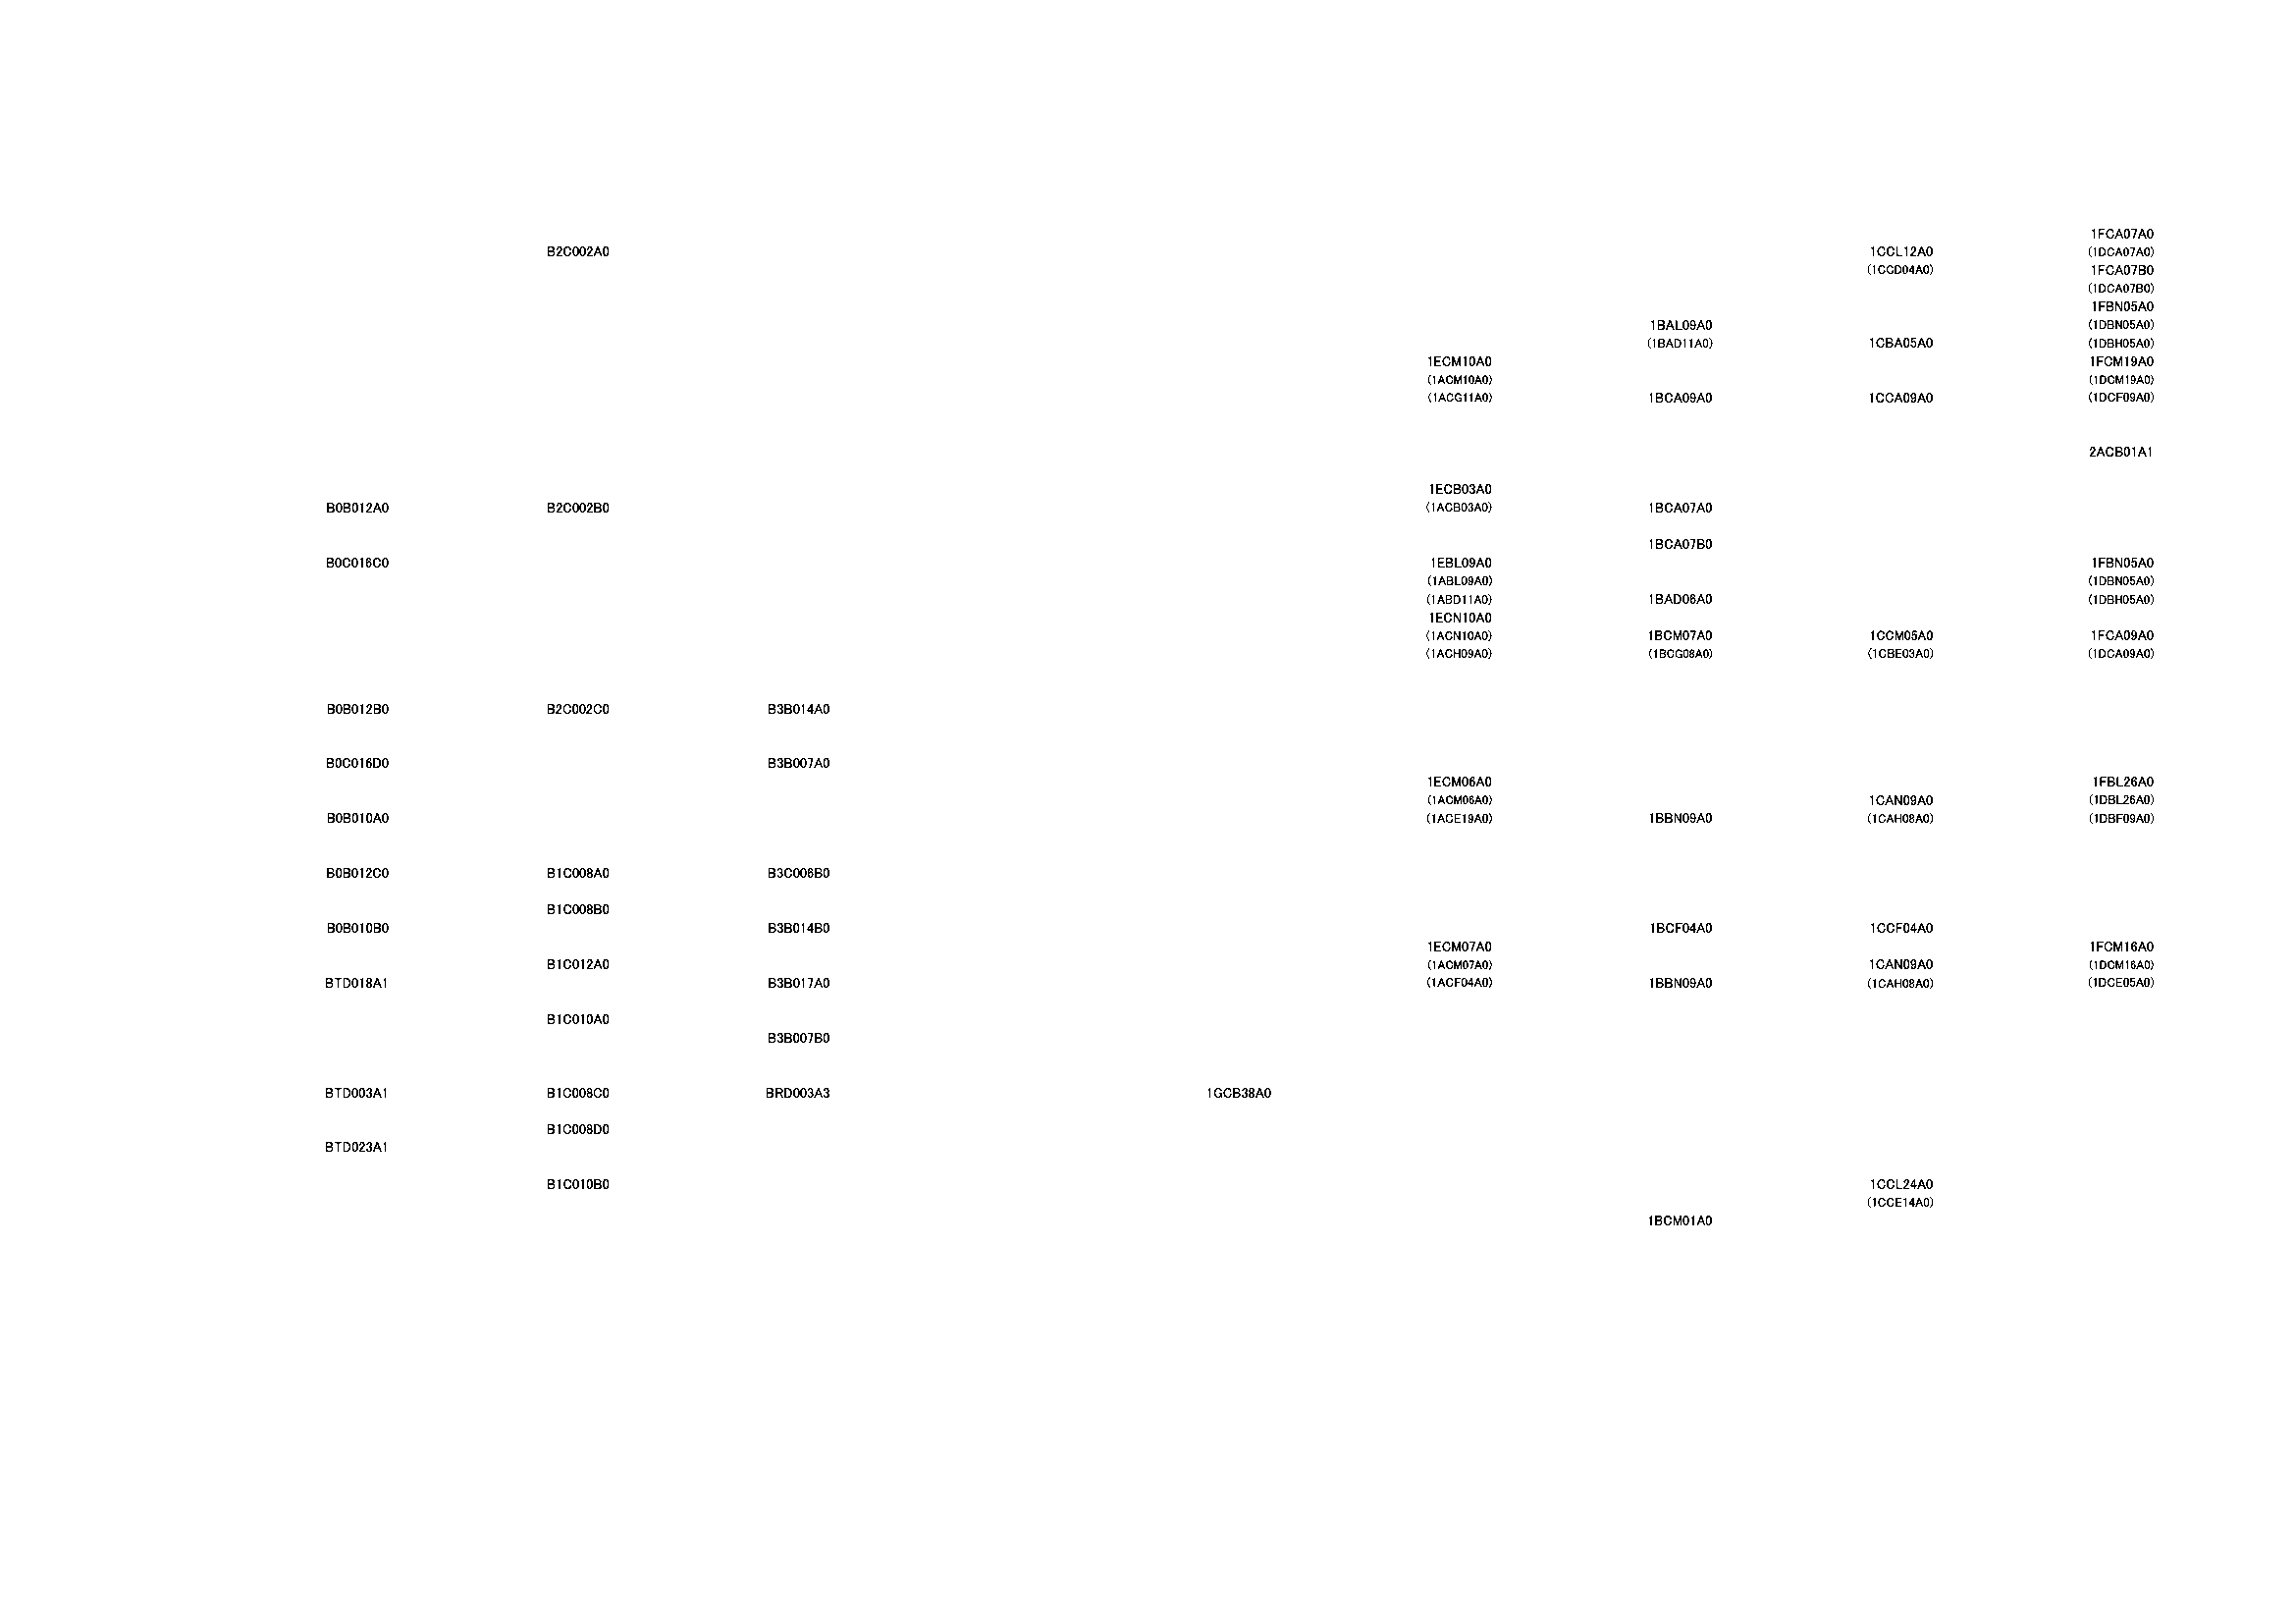 1FCA07A0
B2C002A0 1CCL12A0 (1DCA07A0)
(1CCD04A0) 1FCA07B0
(1DCA07B0)
1FBN05A0
1BAL09A0 (1DBN05A0)
(1BAD11A0) 1CBA05A0 (1DBH05A0)
1ECM10A0 1FCM19A0
(1ACM10A0) (1DCM19A0)
(1ACG11A0) 1BCA09A0 1CCA09A0 (1DCF09A0)
2ACB01A1
1ECB03A0
B0B012A0 B2C002B0 (1ACB03A0) 1BCA07A0
1BCA07B0
B0C016C0 1EBL09A0 1FBN05A0
(1ABL09A0) (1DBN05A0)
(1ABD11A0) 1BAD06A0 (1DBH05A0)
1ECN10A0
(1ACN10A0) 1BCM07A0 1CCM05A0 1FCA09A0
(1ACH09A0) (1BCG08A0) (1CBE03A0) (1DCA09A0)
B0B012B0 B2C002C0 B3B014A0
B0C016D0 B3B007A0
1ECM06A0 1FBL26A0
(1ACM06A0) 1CAN09A0 (1DBL26A0)
B0B010A0 (1ACE19A0) 1BBN09A0 (1CAH08A0) (1DBF09A0)
B0B012C0 B1C008A0 B3C006B0
B1C008B0
B0B010B0 B3B014B0 1BCF04A0 1CCF04A0
1ECM07A0 1FCM16A0
B1C012A0 (1ACM07A0) 1CAN09A0 (1DCM16A0)
BTD018A1 B3B017A0 (1ACF04A0) 1BBN09A0 (1CAH08A0) (1DCE05A0)
B1C010A0
B3B007B0
BTD003A1 B1C008C0 BRD003A3 1GCB38A0
B1C008D0
BTD023A1
B1C010B0 1CCL24A0
(1CCE14A0)
1BCM01A0